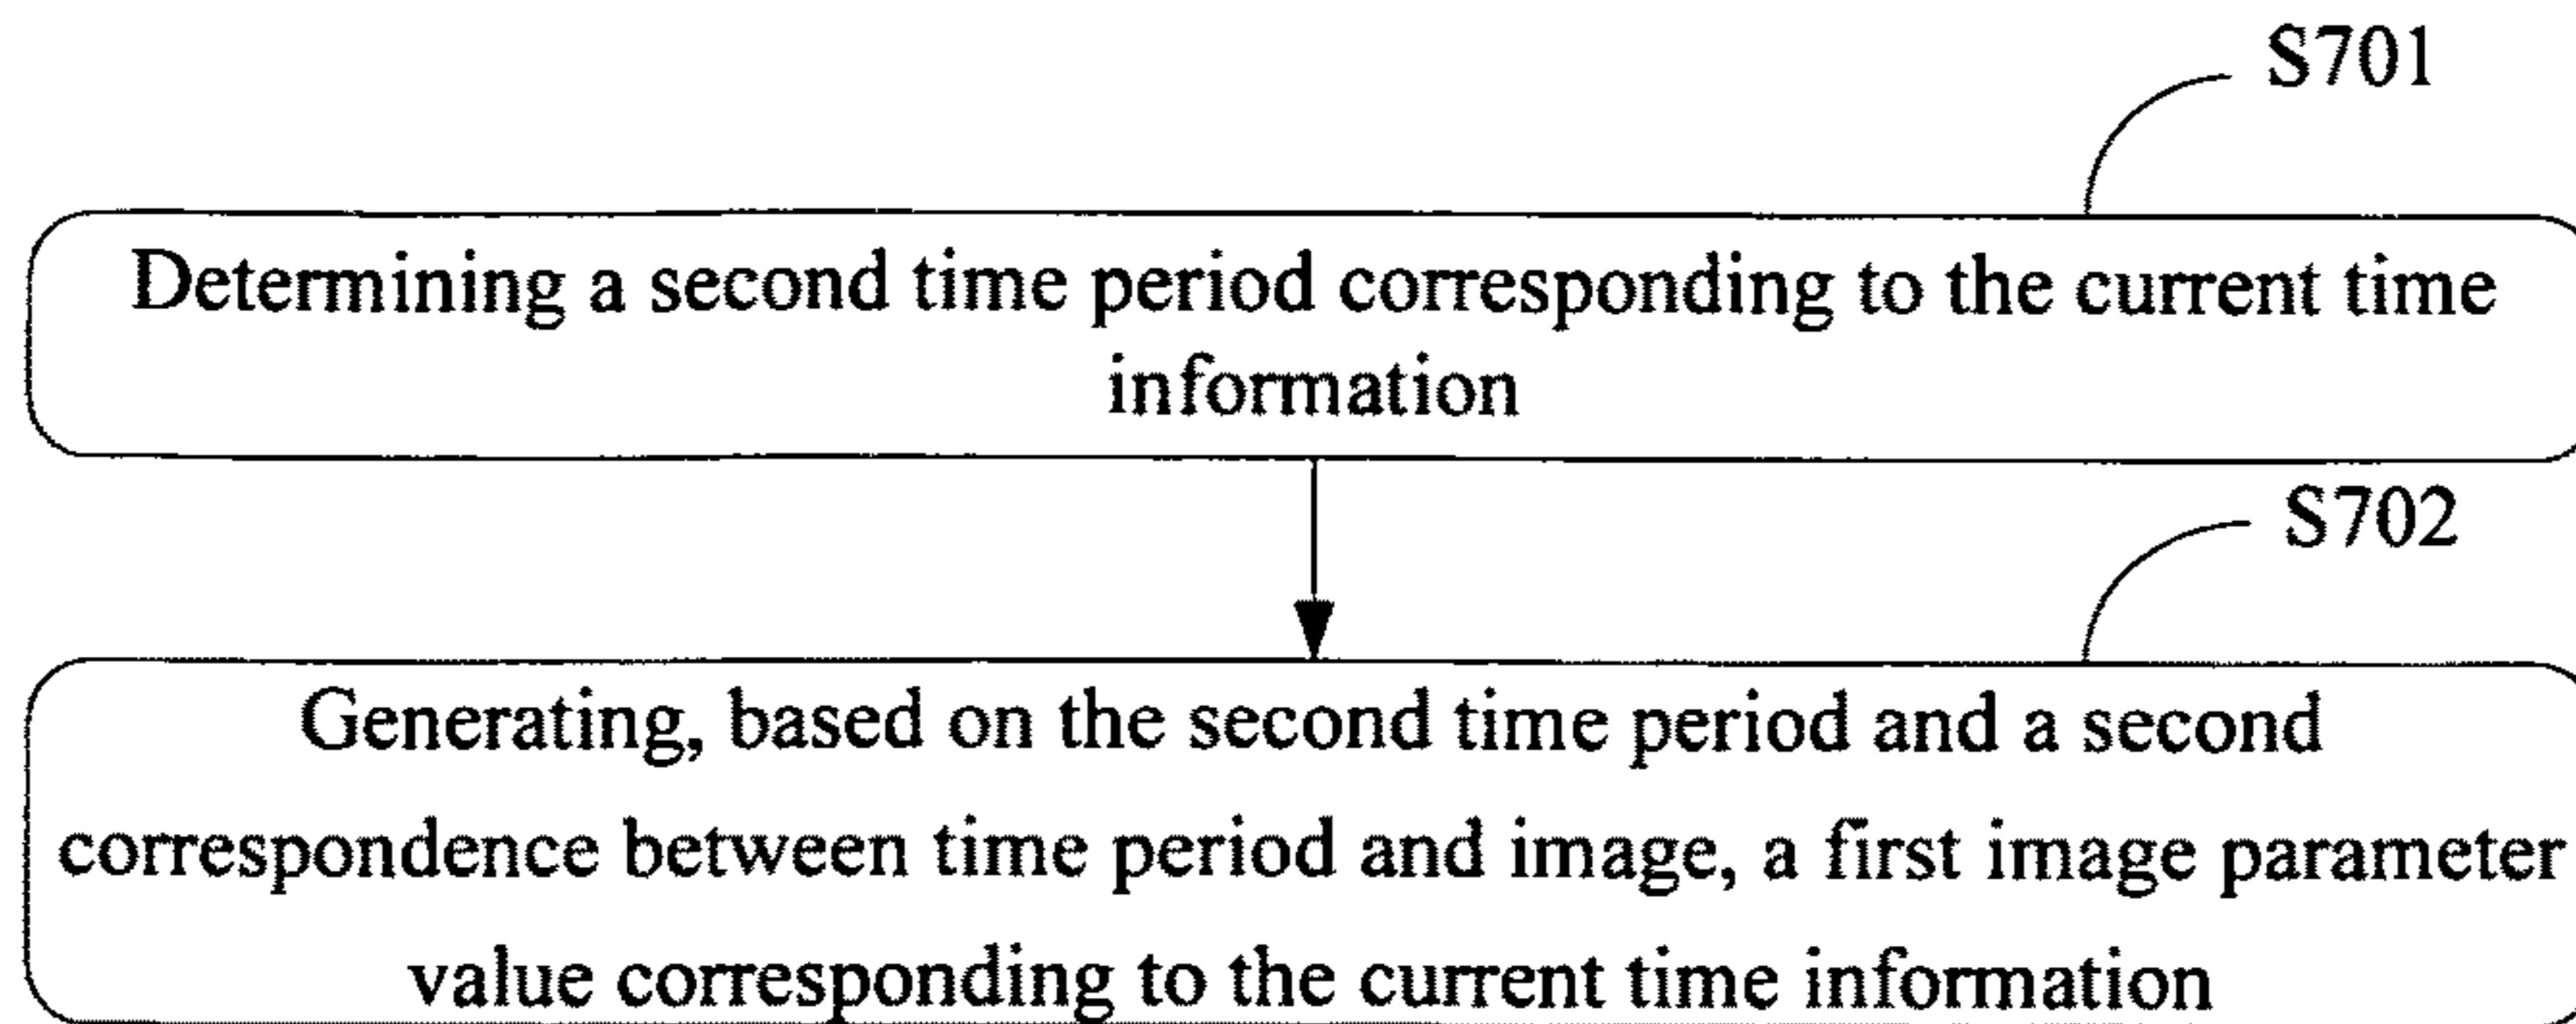 S701
Determining a second time period corresponding to the current time
information
S702
Generating, based on the second time period and a second
correspondence between time period and image, a first image parameter
value corresponding to the current time information